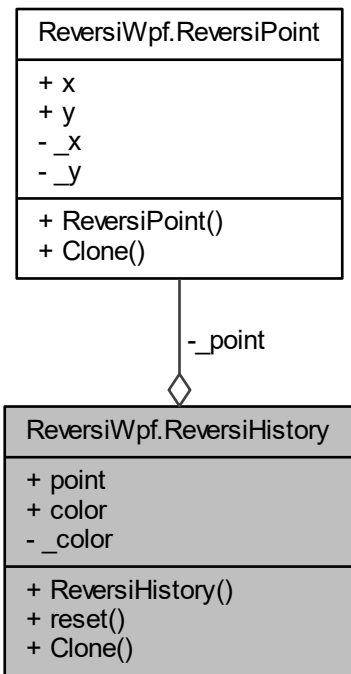 ReversiWpf.ReversiPoint
+ x
+ y
- _x
- _y
+ ReversiPoint()
+ Clone()
-_point
ReversiWpf.ReversiHistory
+ point
+ color
- _color
+ ReversiHistory()
+ reset()
+ Clone()